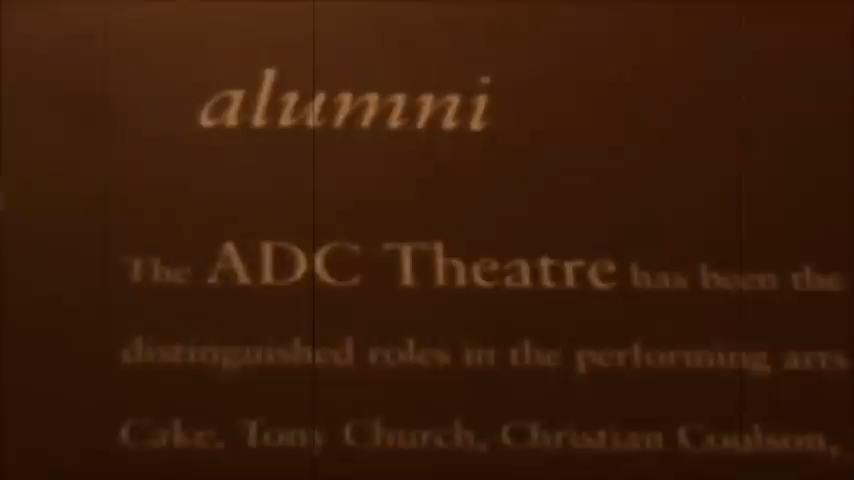 alumni
The ADC Theatre has been the
distinguished roles in the performing arts
Cake, Tony Church, Christian Coulson,